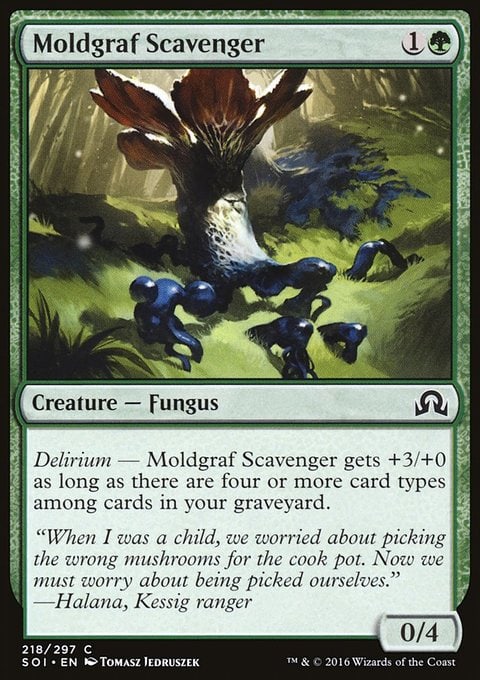 Moldgraf Scavenger 1
Creature — Fungus
Delirium — Moldgraf Scavenger gets +3/+0
as long as there are four or more card types
among cards in your graveyard.
“When I was a child, we worried about picking
the wrong mushrooms for the cook pot. Now we
must worry about being picked ourselves.”
—Halana, Kessig ranger
0/4
218/297 C
SOI • EN Tomasz Jedruszek ™ & © 2016 Wizards of the Coast